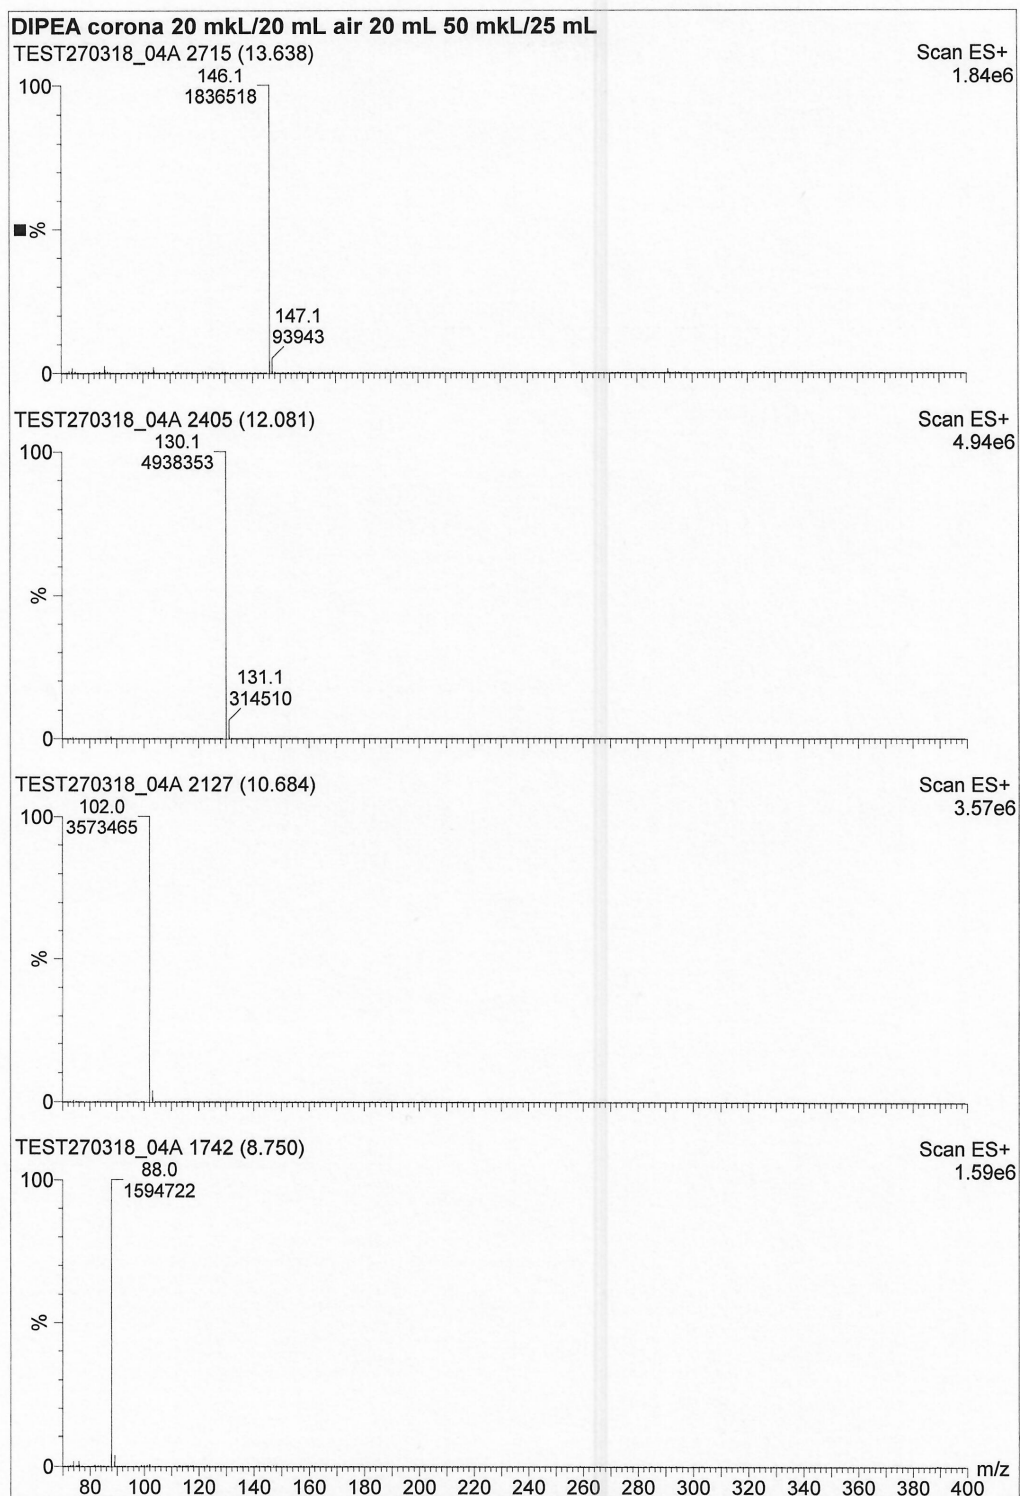 DIPEA corona 20 mkL/20 mL air 20 mL 50 mkL/25 mL
TEST270318_04A 2715 (13.638)
Scan ES+
1.84e6
100
146.1
1836518
%
147.1
93943
0
TEST270318_04A 2405 (12.081)
Scan ES+
4.94e6
100
130.1
4938353
%
131.1
314510
0
TEST270318_04A 2127 (10.684)
Scan ES+
3.57e6
100
102.0
3573465
%
0
TEST270318_04A 1742 (8.750)
Scan ES+
1.59e6
100
88.0
1594722
%
0
m/z
80 100 120 140 160 180 200 220 240 260 280 300 320 340 360 380 400